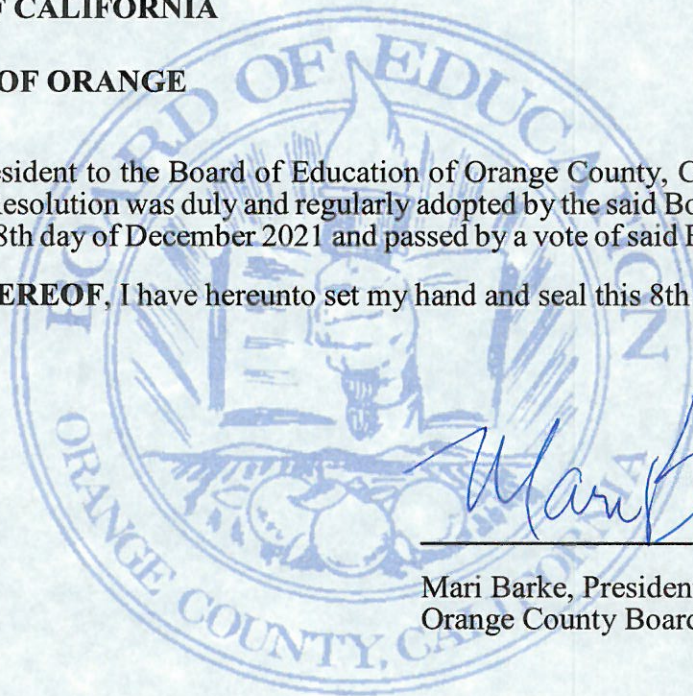 F CALIFORNIA
OF ORANGE
esident to the Board of Education of Orange County, C
Resolution was duly and regularly adopted by the said Bo
8th day of December 2021 and passed by a vote of said B
EREOF, I have hereunto set my hand and seal this 8th
BOARD OF EDUCATION
ORANGE COUNTY, CALIFORNIA
Mari B
Mari Barke, Presiden
Orange County Board